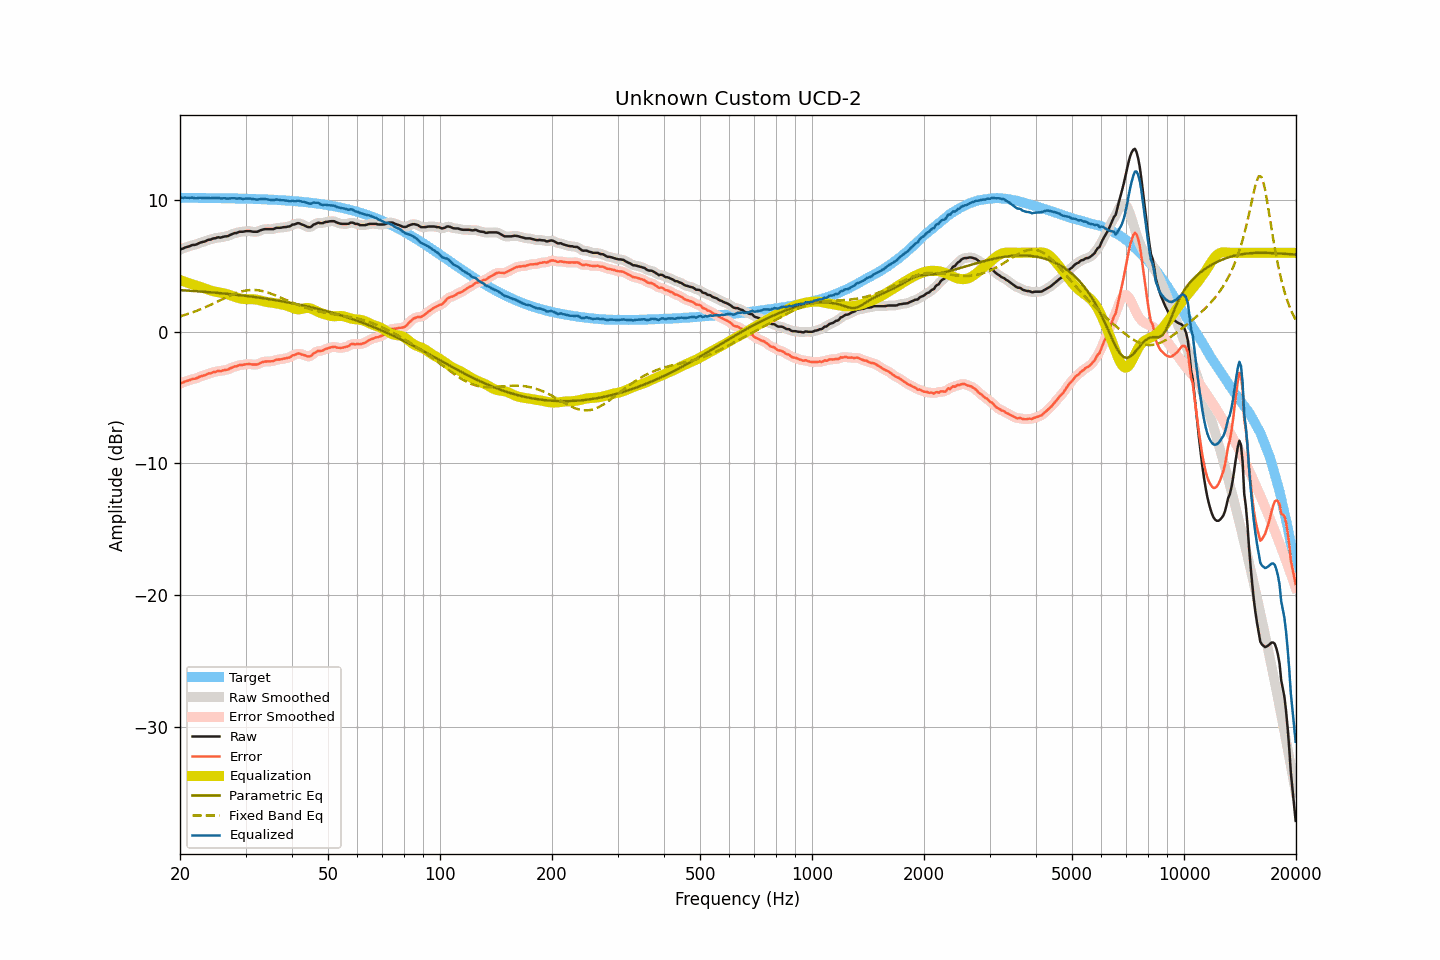 Unknown Custom UCD-2
10
0
−10
−20
−30
Amplitude (dBr)
Target
Raw Smoothed
Error Smoothed
Raw
Error
Equalization
Parametric Eq
Fixed Band Eq
Equalized
20 50 100 200 500 1000 2000 5000 10000 20000
Frequency (Hz)